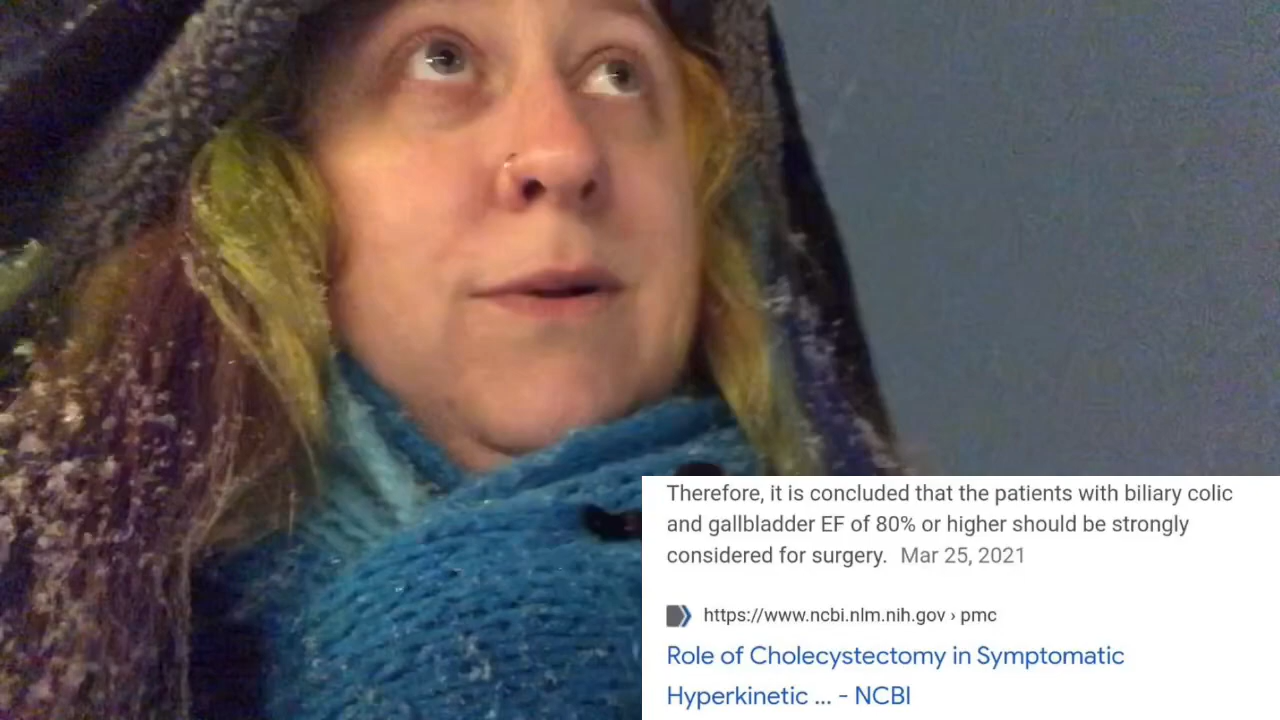 Therefore, it is concluded that the patients with biliary colic
and gallbladder EF of 80% or higher should be strongly
considered for surgery. Mar 25, 2021
https://www.ncbi.nlm.nih.gov › pmc
Role of Cholecystectomy in Symptomatic
Hyperkinetic ... - NCBI